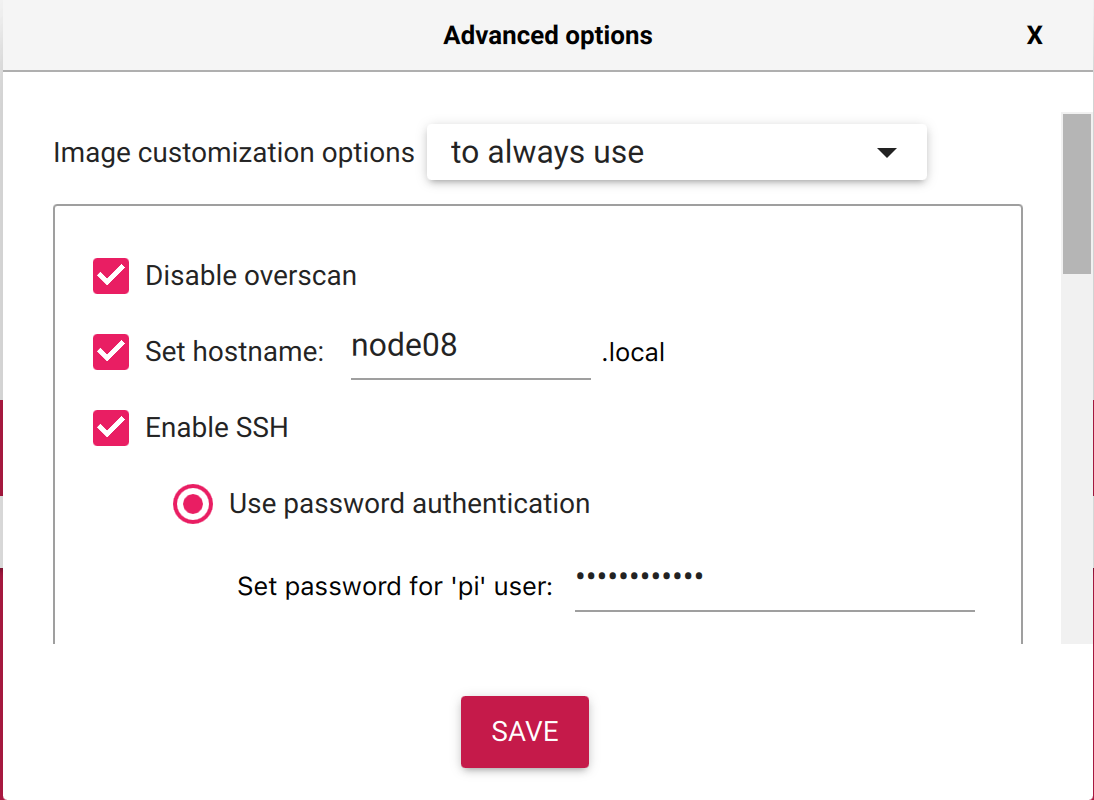 Advanced options X
Image customization options to always use
Disable overscan
Set hostname: node08 .local
Enable SSH
Use password authentication
Set password for 'pi' user: ••••••••••••
SAVE